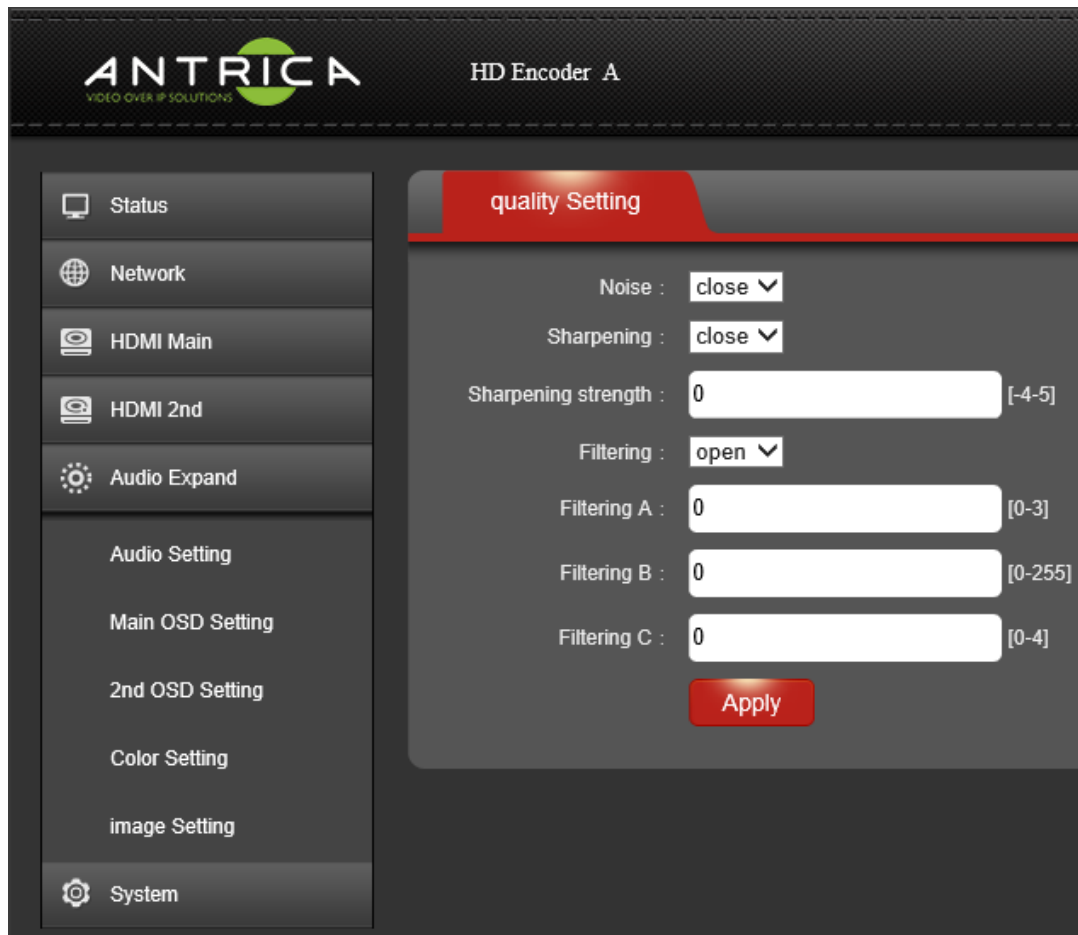 ANTRICA
VIDEO OVER IP SOLUTIONS
HD Encoder A
Status
Network
HDMI Main
HDMI 2nd
Audio Expand
Audio Setting
Main OSD Setting
2nd OSD Setting
Color Setting
image Setting
System
quality Setting
Noise : close
Sharpening : close
Sharpening strength : 0 [-4-5]
Filtering : open
Filtering A : 0 [0-3]
Filtering B : 0 [0-255]
Filtering C : 0 [0-4]
Apply